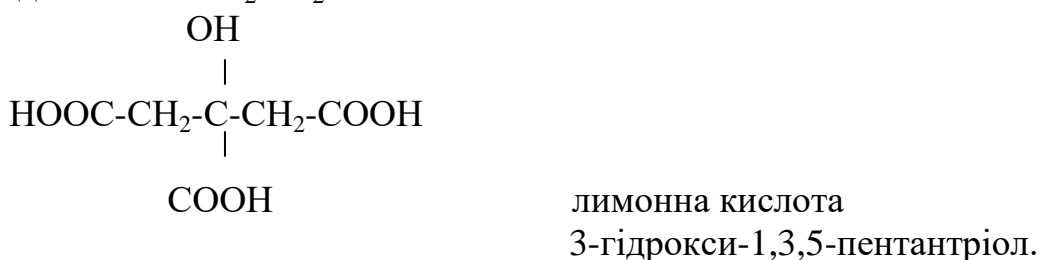 OH
|
HOOC-CH₂-C-CH₂-COOH
|
COOH лимонна кислота
3-гідрокси-1,3,5-пентантріол.